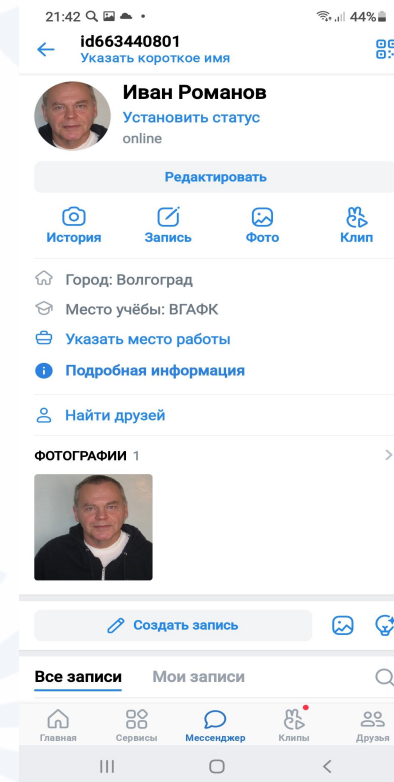 21:42
44%
id663440801
Указать короткое имя
Иван Романов
Установить статус
online
Редактировать
История Запись Фото Клип
Город: Волгоград
Место учёбы: ВГАФК
Указать место работы
Подробная информация
Найти друзей
ФОТОГРАФИИ 1
Создать запись
Все записи Мои записи
Главная Сервисы Мессенджер Клипы Друзья